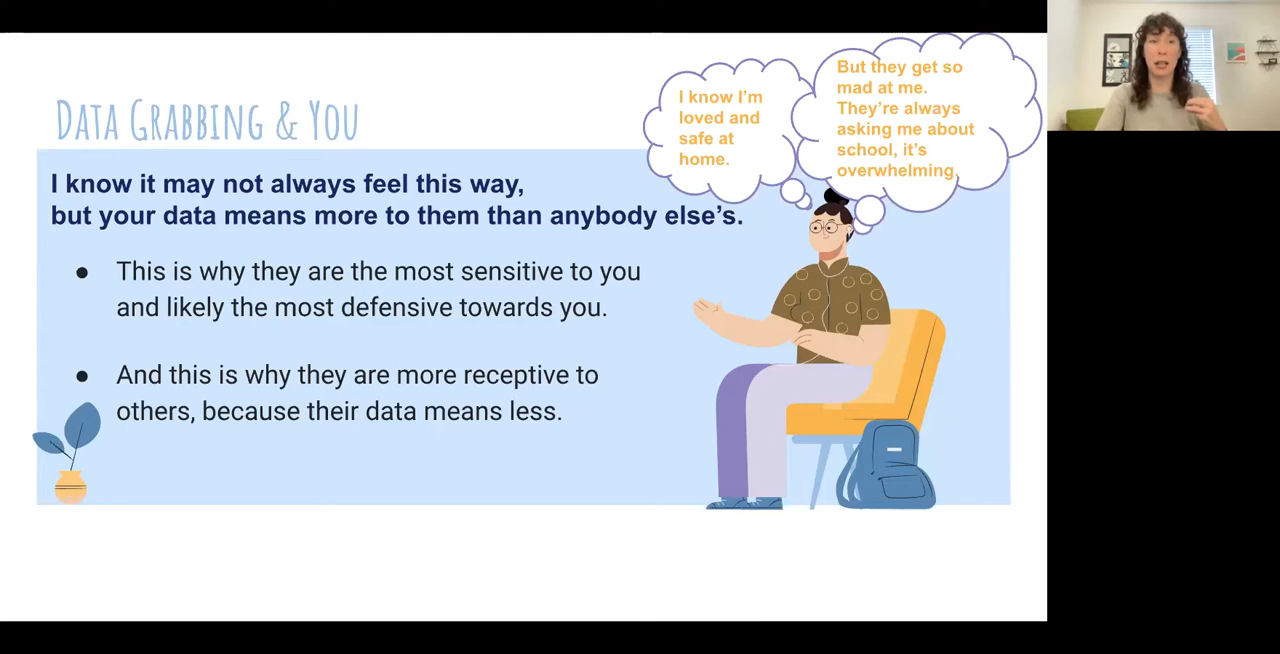 DATA GRABBING & YOU
I know I'm
loved and
safe at
home.
But they get so
mad at me.
They're always
asking me about
school, it's
overwhelming.
I know it may not always feel this way,
but your data means more to them than anybody else's.
● This is why they are the most sensitive to you
and likely the most defensive towards you.
● And this is why they are more receptive to
others, because their data means less.